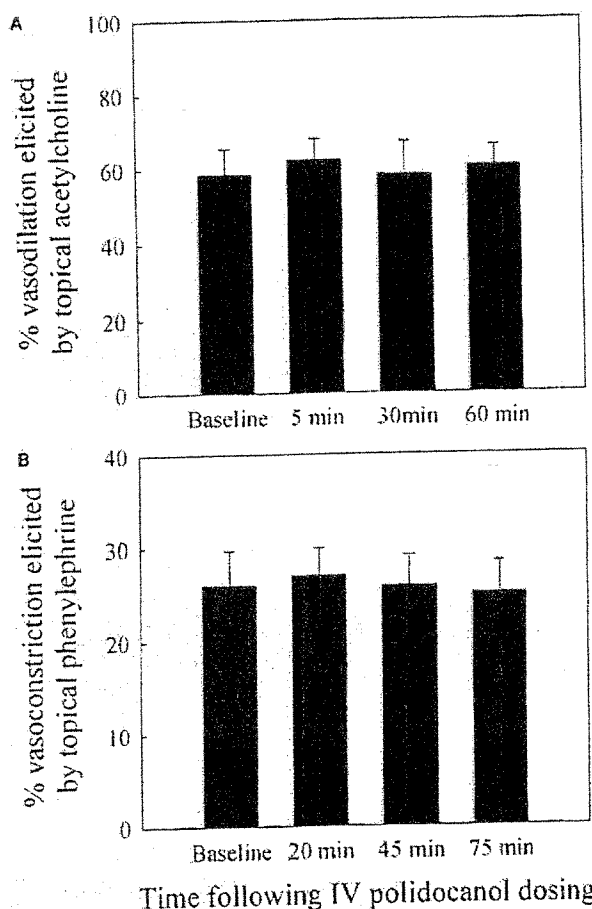 A
% vasodilation elicited
by topical acetylcholine
100
80
60
40
20
0
Baseline 5 min 30min 60 min
B
% vasoconstriction elicited
by topical phenylephrine
40
30
20
10
0
Baseline 20 min 45 min 75 min
Time following IV polidocanol dosing